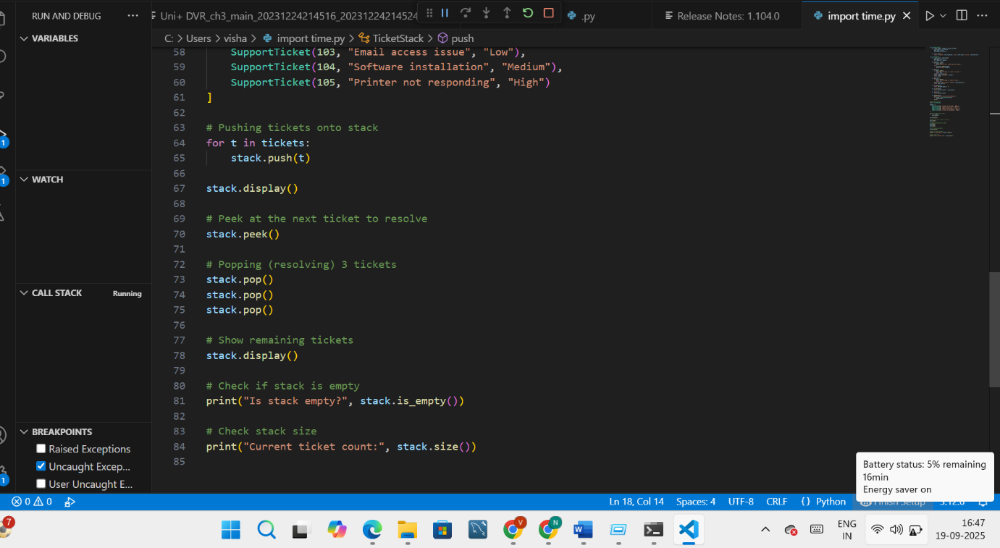 RUN AND DEBUG ···
Uni+ DVR_ch3_main_20231224214516_20231224214524
.py
Release Notes: 1.104.0
import time.py
VARIABLES
C: > Users > visha > import time.py > TicketStack > push
58 SupportTicket(103, "Email access issue", "Low"),
59 SupportTicket(104, "Software installation", "Medium"),
60 SupportTicket(105, "Printer not responding", "High")
61 ]
62
63 # Pushing tickets onto stack
64 for t in tickets:
65 stack.push(t)
66
67 stack.display()
68
69 # Peek at the next ticket to resolve
70 stack.peek()
71
72 # Popping (resolving) 3 tickets
73 stack.pop()
74 stack.pop()
75 stack.pop()
76
77 # Show remaining tickets
78 stack.display()
79
80 # Check if stack is empty
81 print("Is stack empty?", stack.is_empty())
82
83 # Check stack size
84 print("Current ticket count:", stack.size())
85
WATCH
CALL STACK Running
BREAKPOINTS
Raised Exceptions
Uncaught Excep...
User Uncaught E...
1
1
1
Battery status: 5% remaining
16min
Energy saver on
0 0
Ln 18, Col 14 Spaces: 4 UTF-8 CRLF {} Python Finish Setup 3.12.6
7
V
N
W
ENG
IN
16:47
19-09-2025